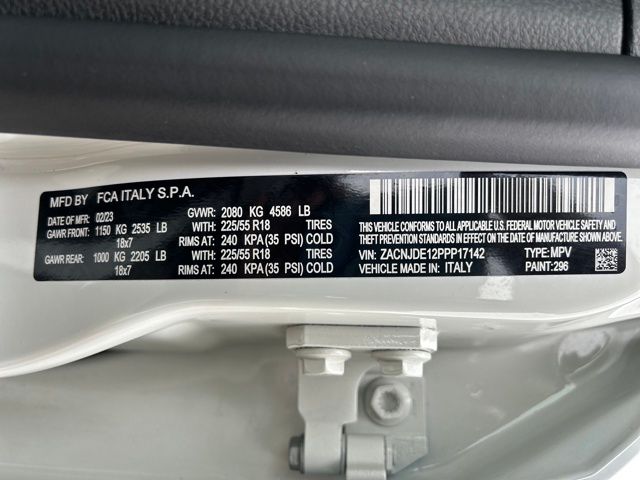 MFD BY FCA ITALY S.P.A.
DATE OF MFR: 02/23 GVWR: 2080 KG 4586 LB
GAWR FRONT: 1150 KG 2535 LB WITH: 225/55 R18 TIRES
18x7 RIMS AT: 240 KPA (35 PSI) COLD
GAWR REAR: 1000 KG 2205 LB WITH: 225/55 R18 TIRES
18x7 RIMS AT: 240 KPA (35 PSI) COLD
THIS VEHICLE CONFORMS TO ALL APPLICABLE U.S. FEDERAL MOTOR VEHICLE
SAFETY STANDARDS IN EFFECT ON THE DATE OF MANUFACTURE SHOWN ABOVE.
VIN: ZACNJDE12PPP17142 TYPE: MPV
VEHICLE MADE IN: ITALY PAINT: 296